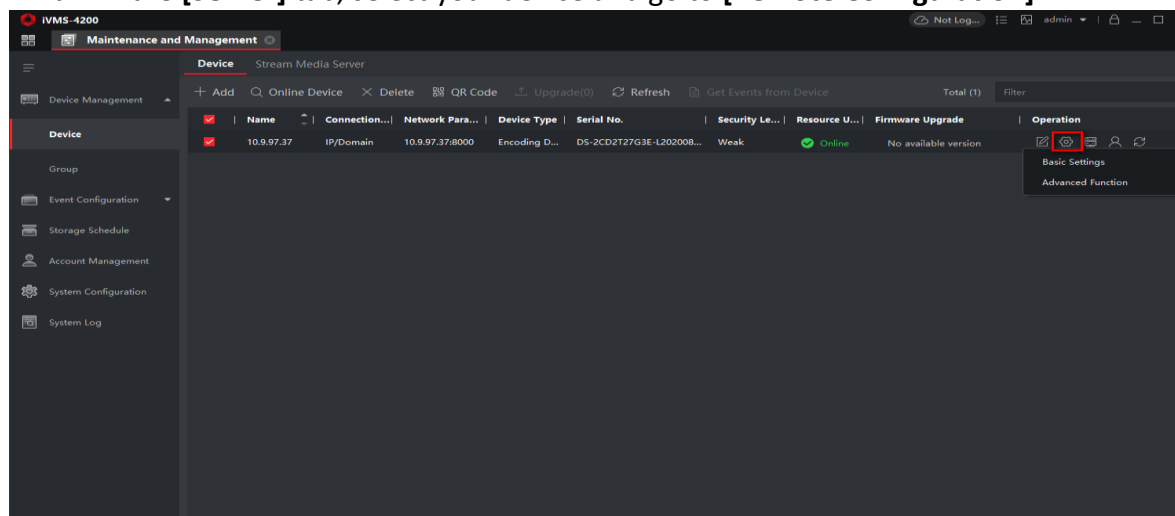 iVMS-4200
Not Log...
admin
Maintenance and Management
Device Stream Media Server
Device Management
Add Online Device Delete QR Code Upgrade(0) Refresh Get Events from Device Total (1) Filter
Name Connection... Network Para... Device Type Serial No. Security Le... Resource U... Firmware Upgrade Operation
Device
10.9.97.37 IP/Domain 10.9.97.37:8000 Encoding D... DS-2CD2T27G3E-L202008... Weak Online No available version
Basic Settings
Advanced Function
Group
Event Configuration
Storage Schedule
Account Management
System Configuration
System Log